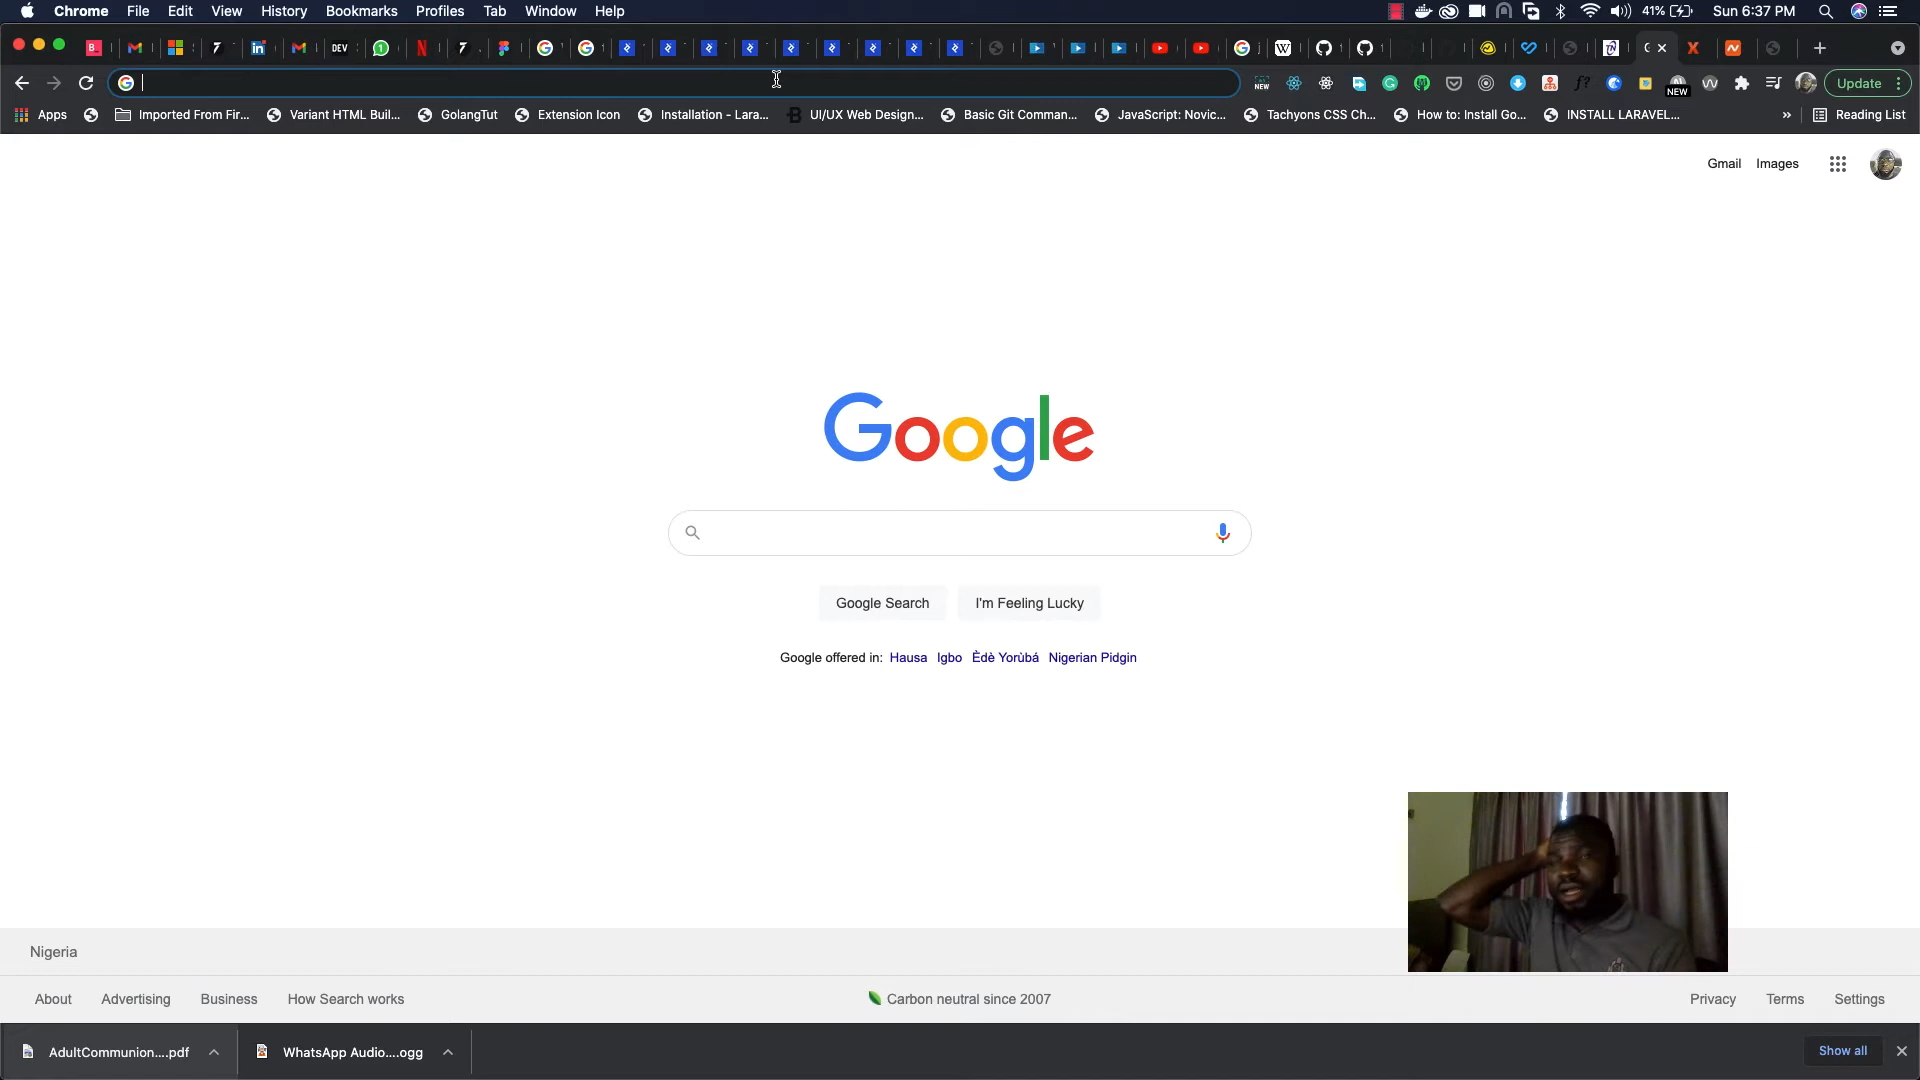 Chrome File Edit View History Bookmarks Profiles Tab Window Help 41% Sun 6:37 PM
Update
Apps Imported From Fir... Variant HTML Buil... GolangTut Extension Icon Installation - Lara... UI/UX Web Design... Basic Git Comman... JavaScript: Novic... Tachyons CSS Ch... How to: Install Go... INSTALL LARAVEL... » Reading List
NEW
NEW
DEV
Gmail Images
Google
Google Search I'm Feeling Lucky
Google offered in: Hausa Igbo Èdè Yorùbá Nigerian Pidgin
Nigeria
About Advertising Business How Search works Carbon neutral since 2007 Privacy Terms Settings
AdultCommunion....pdf WhatsApp Audio....ogg Show all